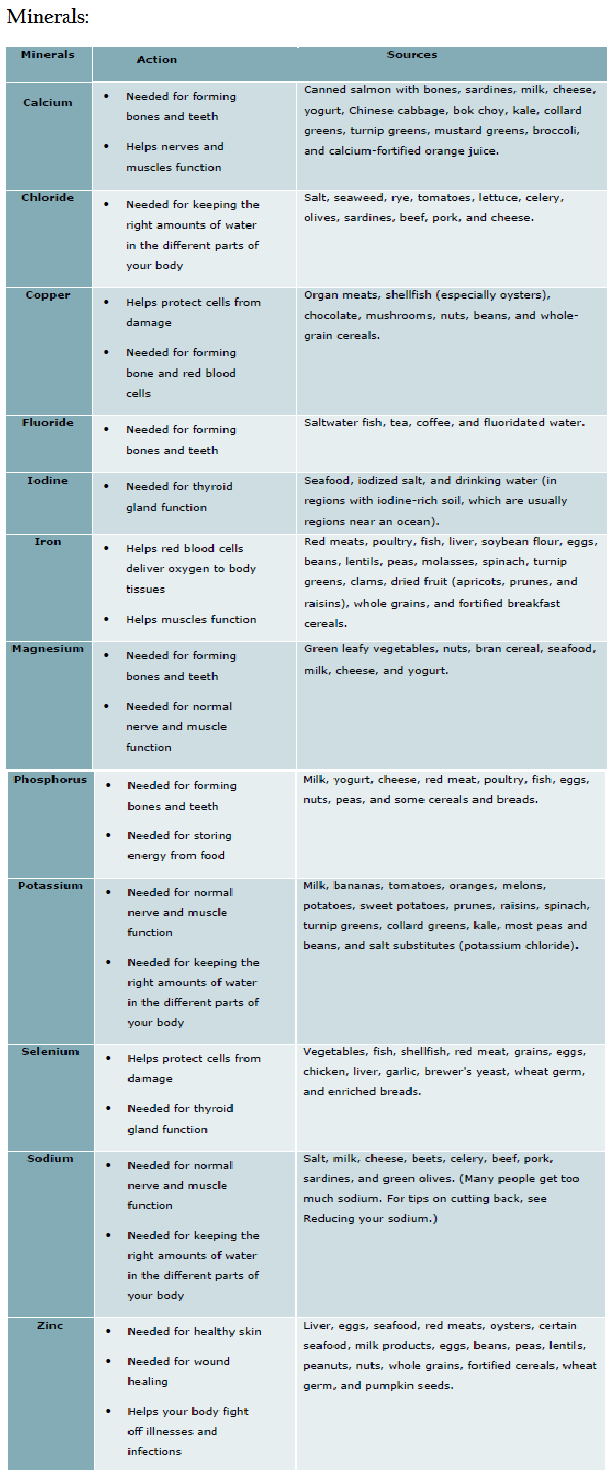 Minerals:
Minerals
Action
Sources
Calcium
• Needed for forming
bones and teeth
• Helps nerves and
muscles function
Canned salmon with bones, sardines, milk, cheese,
yogurt, Chinese cabbage, bok choy, kale, collard
greens, turnip greens, mustard greens, broccoli,
and calcium-fortified orange juice.
Chloride
• Needed for keeping the
right amounts of water
in the different parts of
your body
Salt, seaweed, rye, tomatoes, lettuce, celery,
olives, sardines, beef, pork, and cheese.
Copper
• Helps protect cells from
damage
• Needed for forming
bone and red blood
cells
Organ meats, shellfish (especially oysters),
chocolate, mushrooms, nuts, beans, and whole-
grain cereals.
Fluoride
• Needed for forming
bones and teeth
Saltwater fish, tea, coffee, and fluoridated water.
Iodine
• Needed for thyroid
gland function
Seafood, iodized salt, and drinking water (in
regions with iodine-rich soil, which are usually
regions near an ocean).
Iron
• Helps red blood cells
deliver oxygen to body
tissues
• Helps muscles function
Red meats, poultry, fish, liver, soybean flour, eggs,
beans, lentils, peas, molasses, spinach, turnip
greens, clams, dried fruit (apricots, prunes, and
raisins), whole grains, and fortified breakfast
cereals.
Magnesium
• Needed for forming
bones and teeth
• Needed for normal
nerve and muscle
function
Green leafy vegetables, nuts, bran cereal, seafood,
milk, cheese, and yogurt.
Phosphorus
• Needed for forming
bones and teeth
• Needed for storing
energy from food
Milk, yogurt, cheese, red meat, poultry, fish, eggs,
nuts, peas, and some cereals and breads.
Potassium
• Needed for normal
nerve and muscle
function
• Needed for keeping the
right amounts of water
in the different parts of
your body
Milk, bananas, tomatoes, oranges, melons,
potatoes, sweet potatoes, prunes, raisins, spinach,
turnip greens, collard greens, kale, most peas and
beans, and salt substitutes (potassium chloride).
Selenium
• Helps protect cells from
damage
• Needed for thyroid
gland function
Vegetables, fish, shellfish, red meat, grains, eggs,
chicken, liver, garlic, brewer's yeast, wheat germ,
and enriched breads.
Sodium
• Needed for normal
nerve and muscle
function
• Needed for keeping the
right amounts of water
in the different parts of
your body
Salt, milk, cheese, beets, celery, beef, pork,
sardines, and green olives. (Many people get too
much sodium. For tips on cutting back, see
Reducing your sodium.)
Zinc
• Needed for healthy skin
• Needed for wound
healing
• Helps your body fight
off illnesses and
infections
Liver, eggs, seafood, red meats, oysters, certain
seafood, milk products, eggs, beans, peas, lentils,
peanuts, nuts, whole grains, fortified cereals, wheat
germ, and pumpkin seeds.